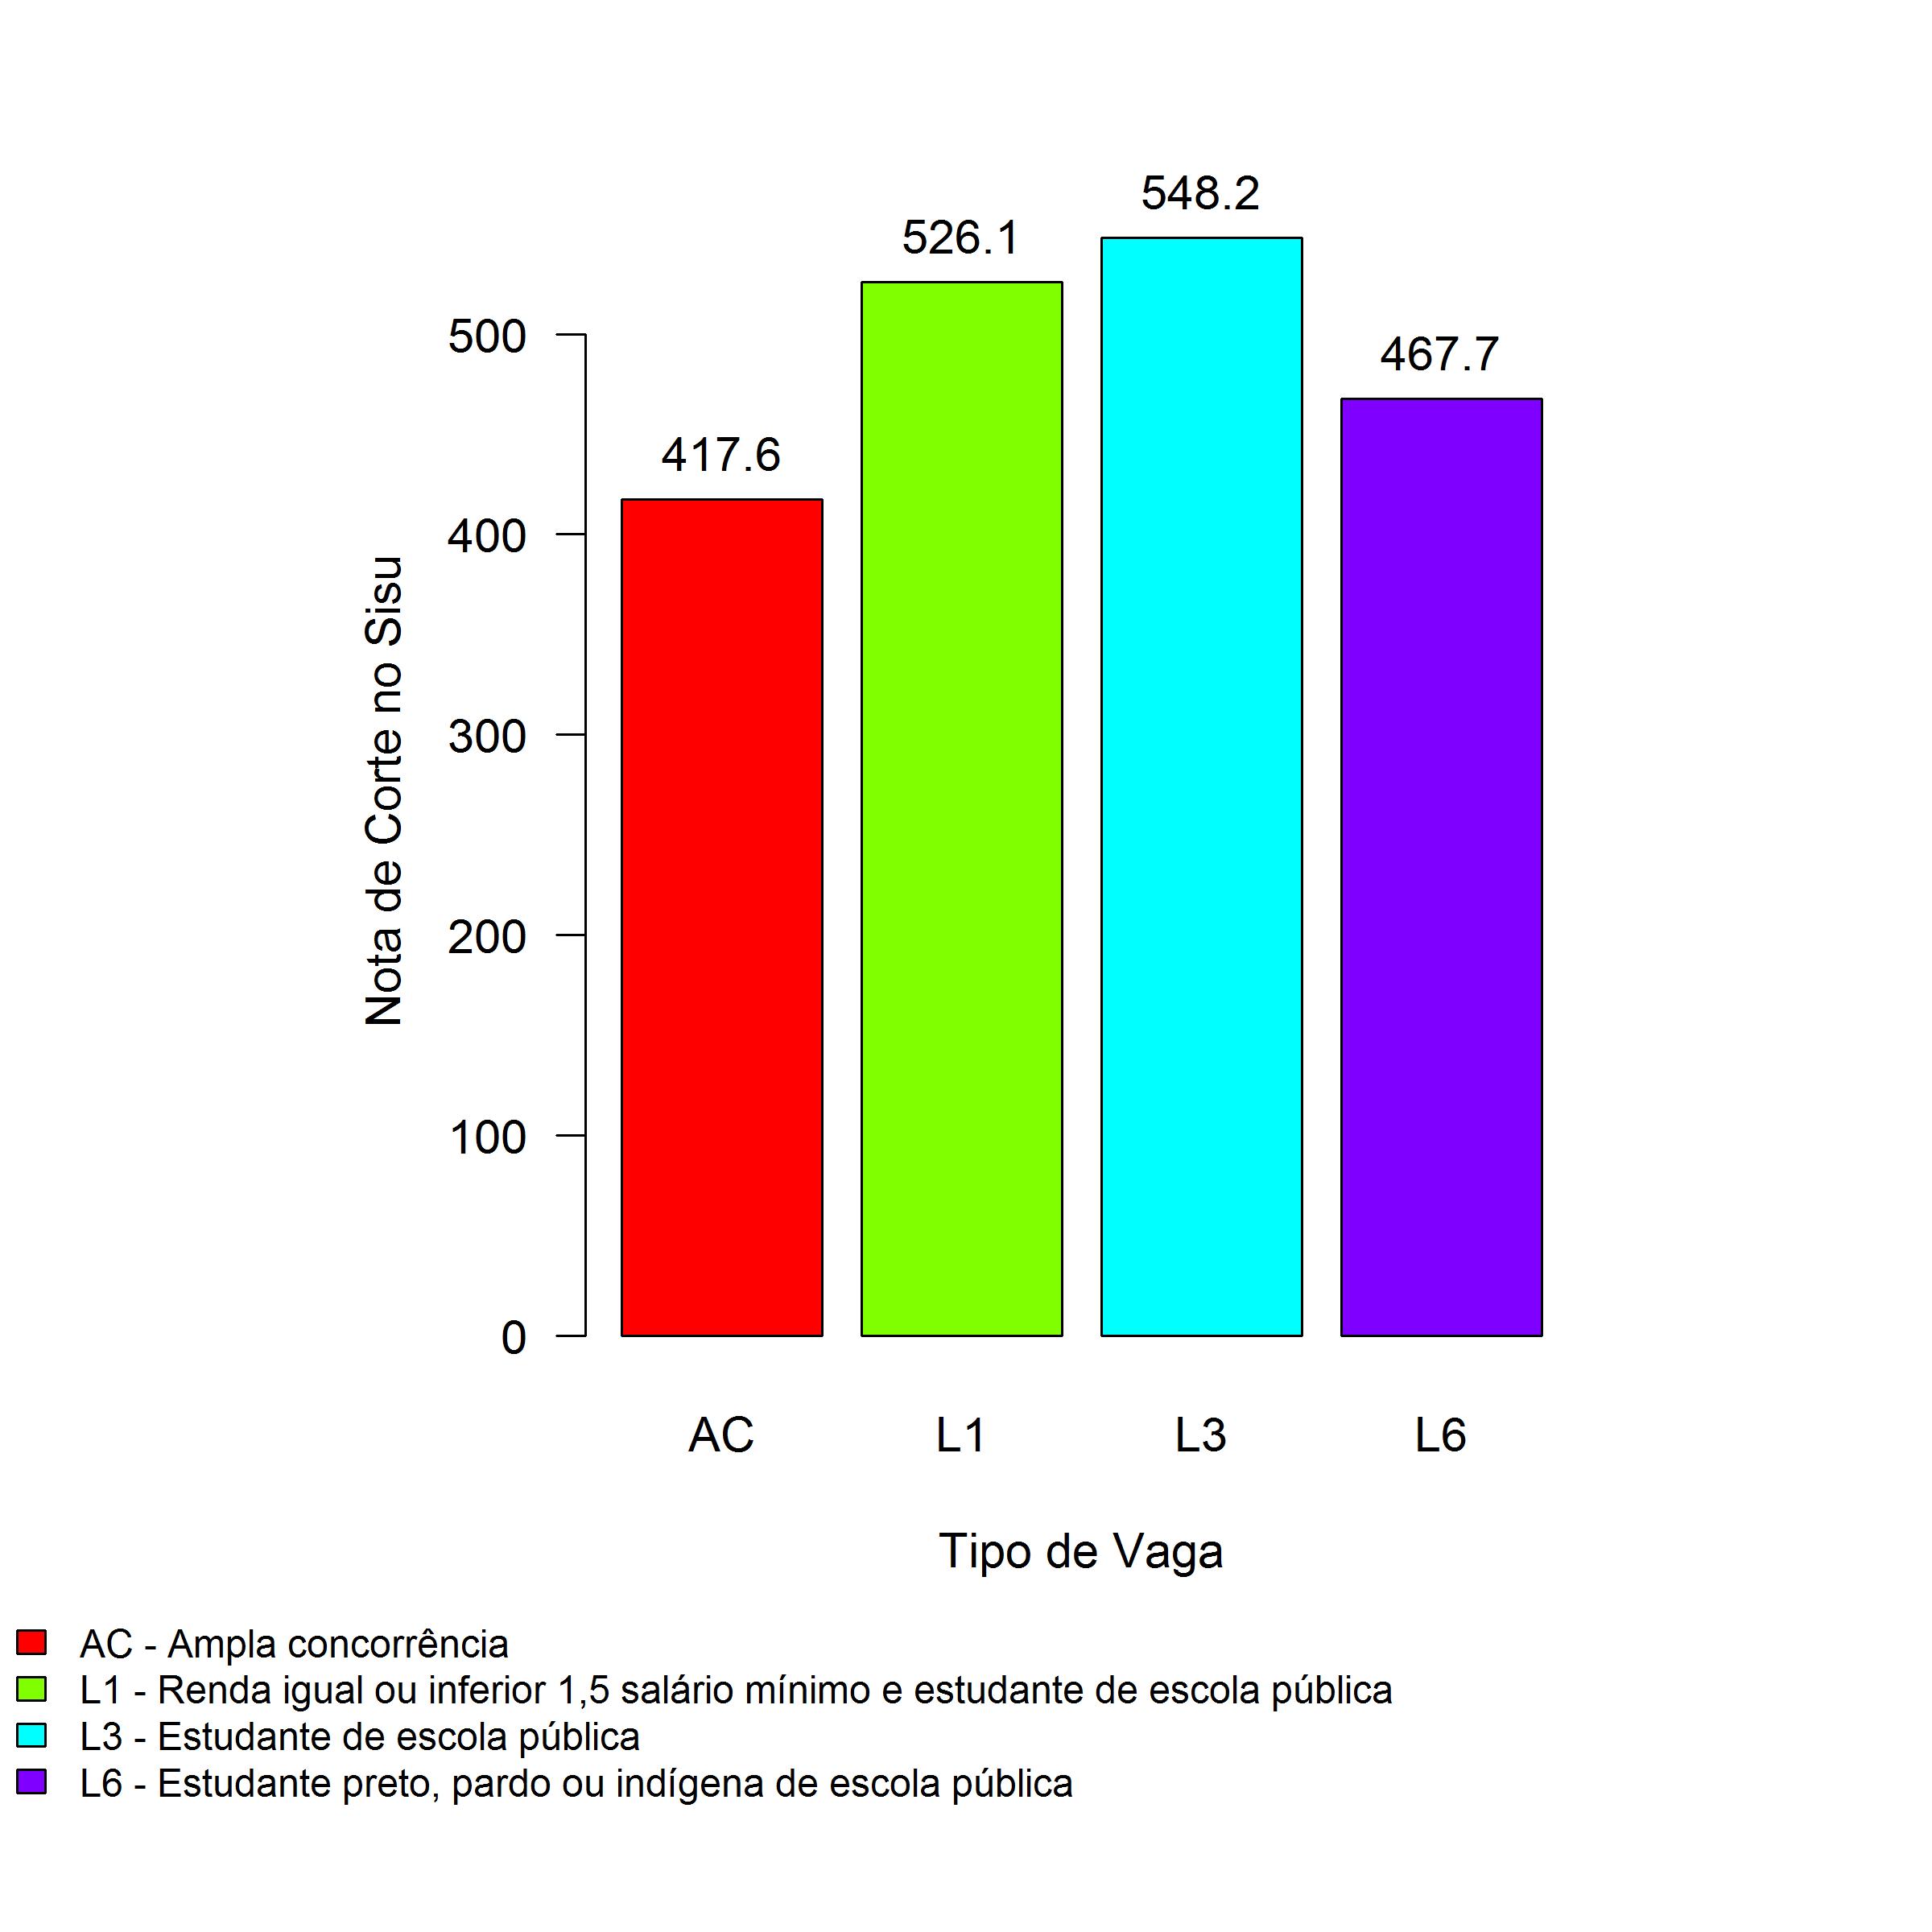 548.2
526.1
500
467.7
417.6
400
300
200
100
0
Nota de Corte no Sisu
AC L1 L3 L6
Tipo de Vaga
AC - Ampla concorrência
L1 - Renda igual ou inferior 1,5 salário mínimo e estudante de escola pública
L3 - Estudante de escola pública
L6 - Estudante preto, pardo ou indígena de escola pública